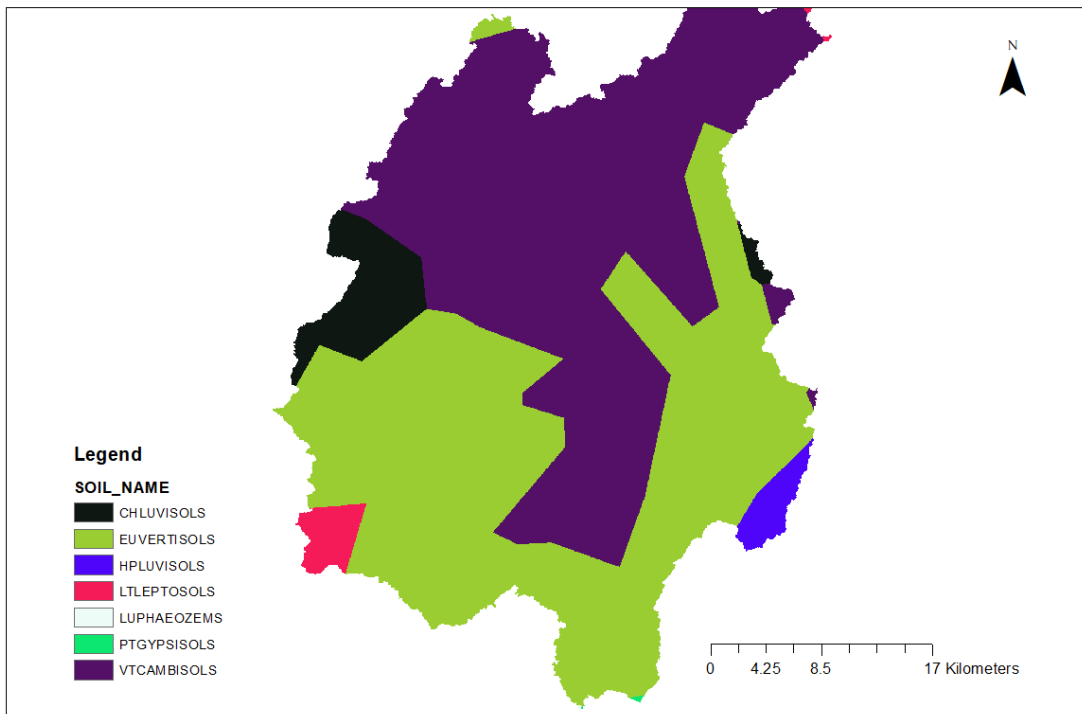 N
Legend
SOIL_NAME
CHLUVISOLS
EUVERTISOLS
HPLUVISOLS
LTLEPTOSOLS
LUPHAEOZEMS
PTGYPSISOLS
VTCAMBISOLS
0 4.25 8.5 17 Kilometers